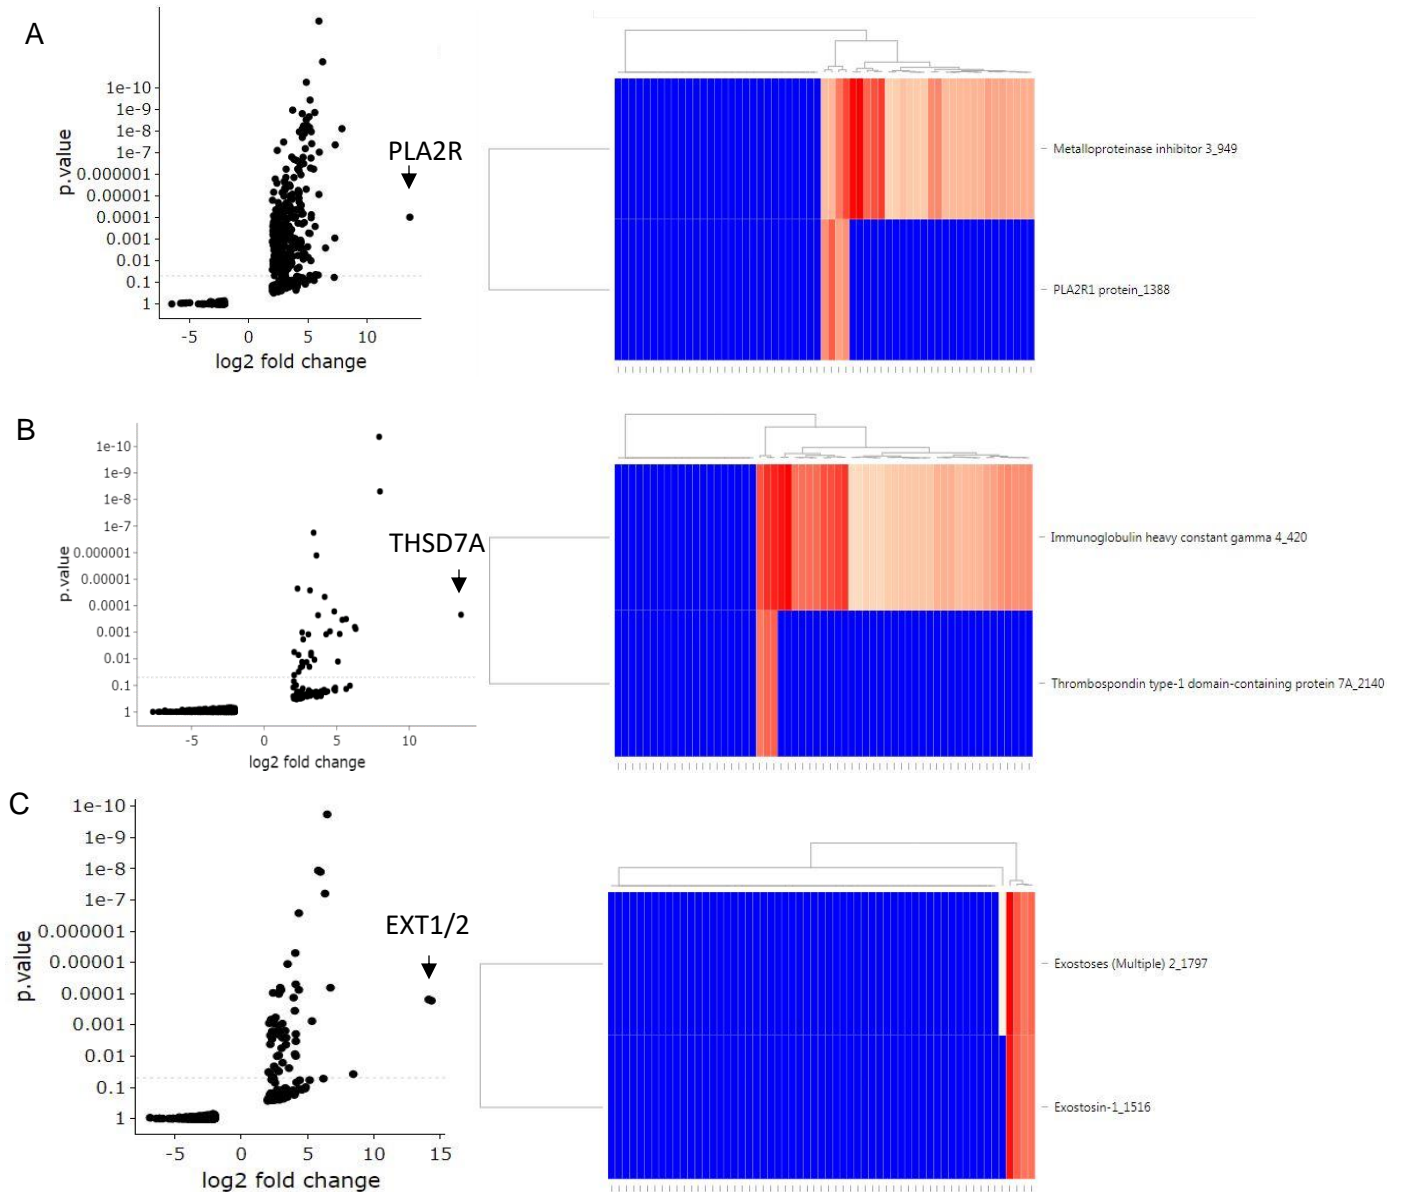 A
p.value
1e-10
1e-9
1e-8
1e-7
0.000001
0.00001
0.0001
0.001
0.01
0.1
1
-5 0 5 10
log2 fold change
PLA2R
Metalloproteinase inhibitor 3_949
PLA2R1 protein_1388
B
p.value
1e-10
1e-9
1e-8
1e-7
0.000001
0.00001
0.0001
0.001
0.01
0.1
1
-5 0 5 10
log2 fold change
THSD7A
Immunoglobulin heavy constant gamma 4_420
Thrombospondin type-1 domain-containing protein 7A_2140
C
p.value
1e-10
1e-9
1e-8
1e-7
0.000001
0.00001
0.0001
0.001
0.01
0.1
1
-5 0 5 10 15
log2 fold change
EXT1/2
Exostoses (Multiple) 2_1797
Exostosin-1_1516